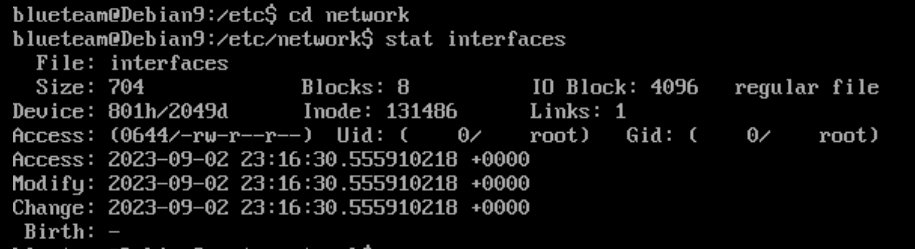 blueteam@Debian9:/etc$ cd network
blueteam@Debian9:/etc/network$ stat interfaces
  File: interfaces
  Size: 704             Blocks: 8          IO Block: 4096   regular file
Device: 801h/2049d      Inode: 131486      Links: 1
Access: (0644/-rw-r--r--)  Uid: (    0/    root)   Gid: (    0/    root)
Access: 2023-09-02 23:16:30.555910218 +0000
Modify: 2023-09-02 23:16:30.555910218 +0000
Change: 2023-09-02 23:16:30.555910218 +0000
 Birth: -